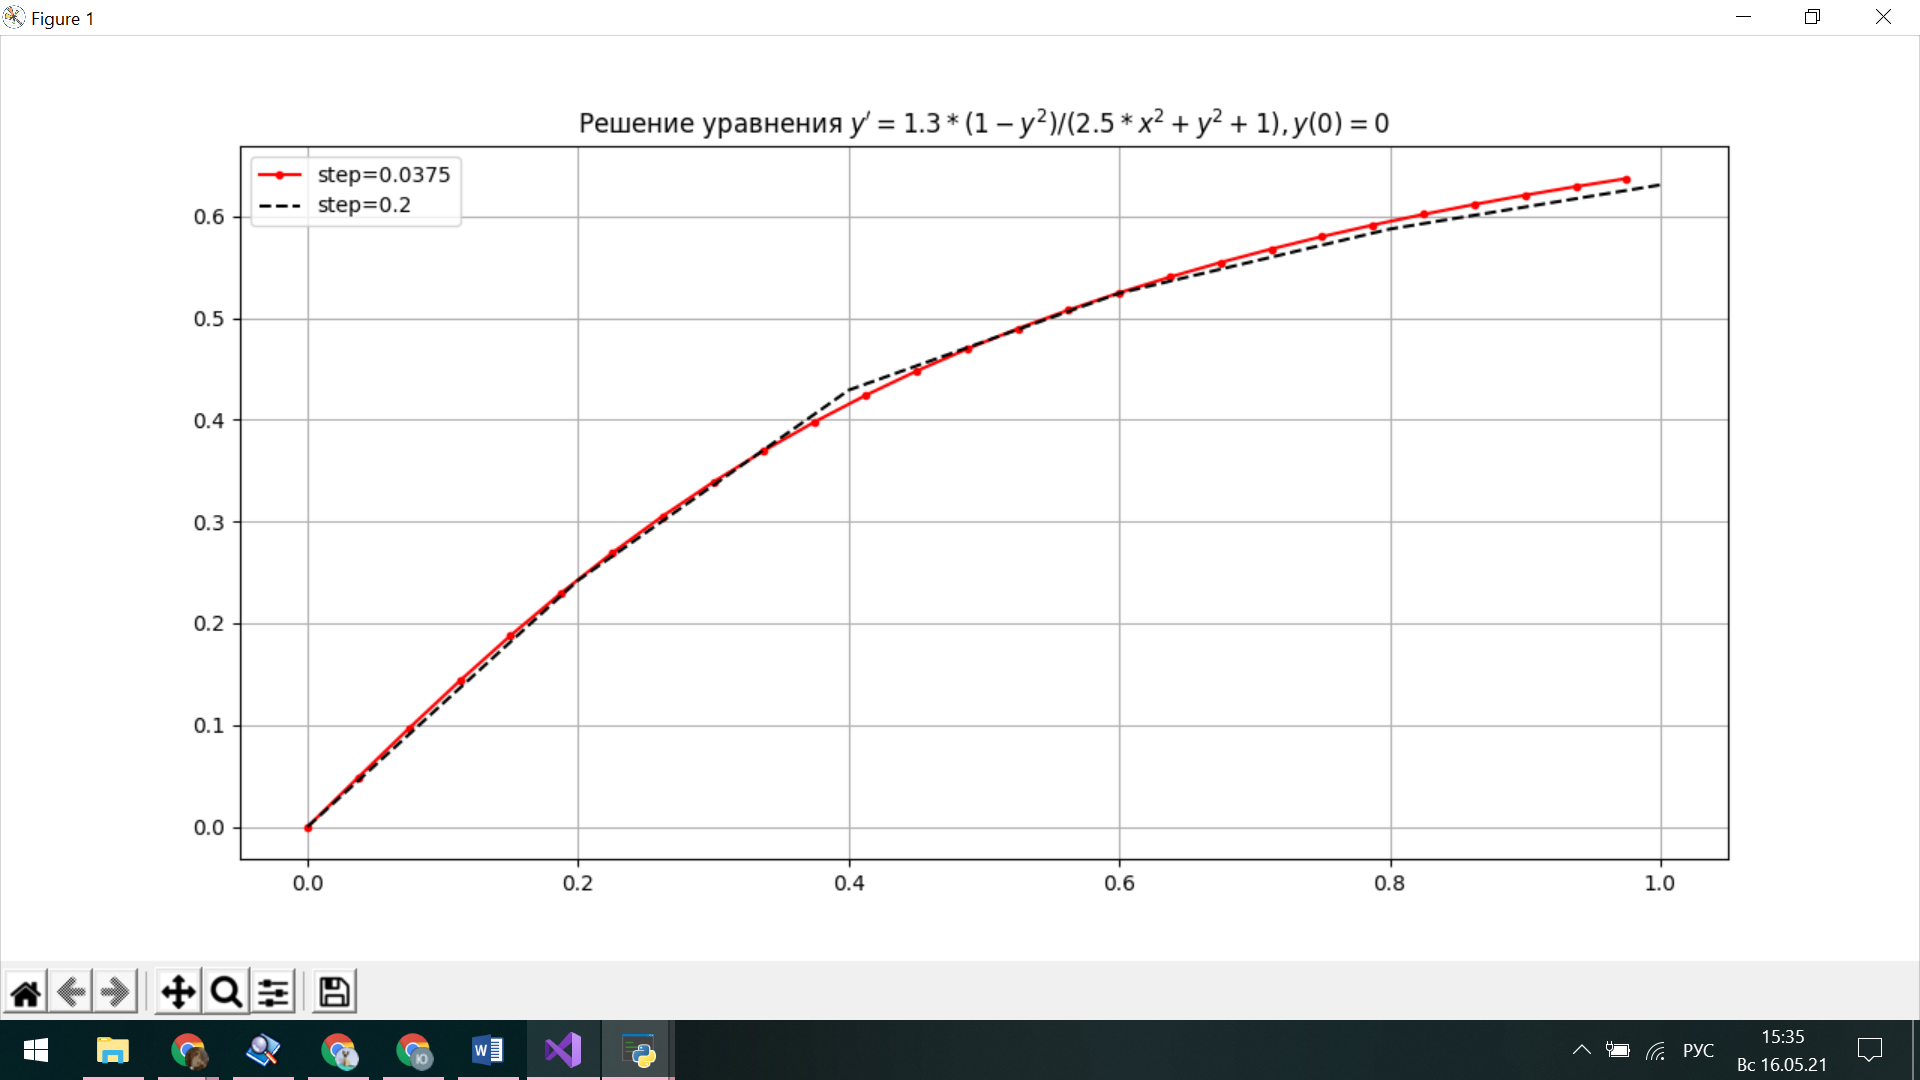 Figure 1
Решение уравнения y′ = 1.3 * (1 − y²)/(2.5 * x² + y² + 1), y(0) = 0
step=0.0375
step=0.2
0.6
0.5
0.4
0.3
0.2
0.1
0.0
0.0 0.2 0.4 0.6 0.8 1.0
Ю W РУС 15:35
Вс 16.05.21